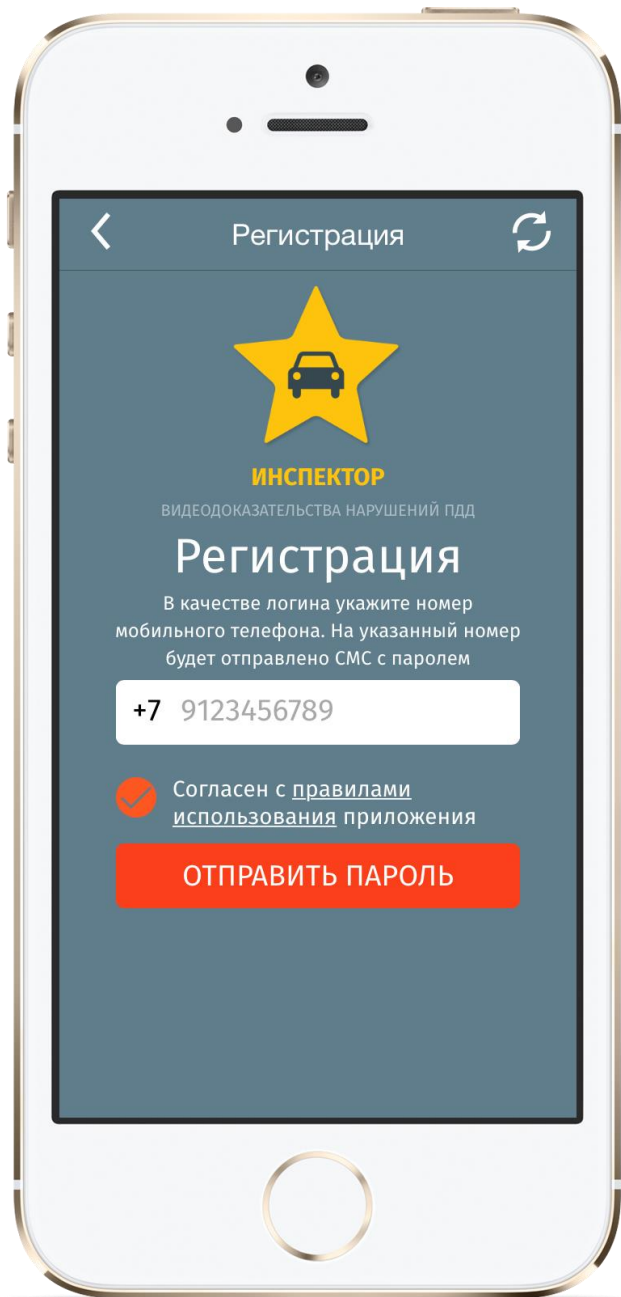 Регистрация
ИНСПЕКТОР
ВИДЕОДОКАЗАТЕЛЬСТВА НАРУШЕНИЙ ПДД
Регистрация
В качестве логина укажите номер
мобильного телефона. На указанный номер
будет отправлено СМС с паролем
+7 9123456789
Согласен с правилами
использования приложения
ОТПРАВИТЬ ПАРОЛЬ